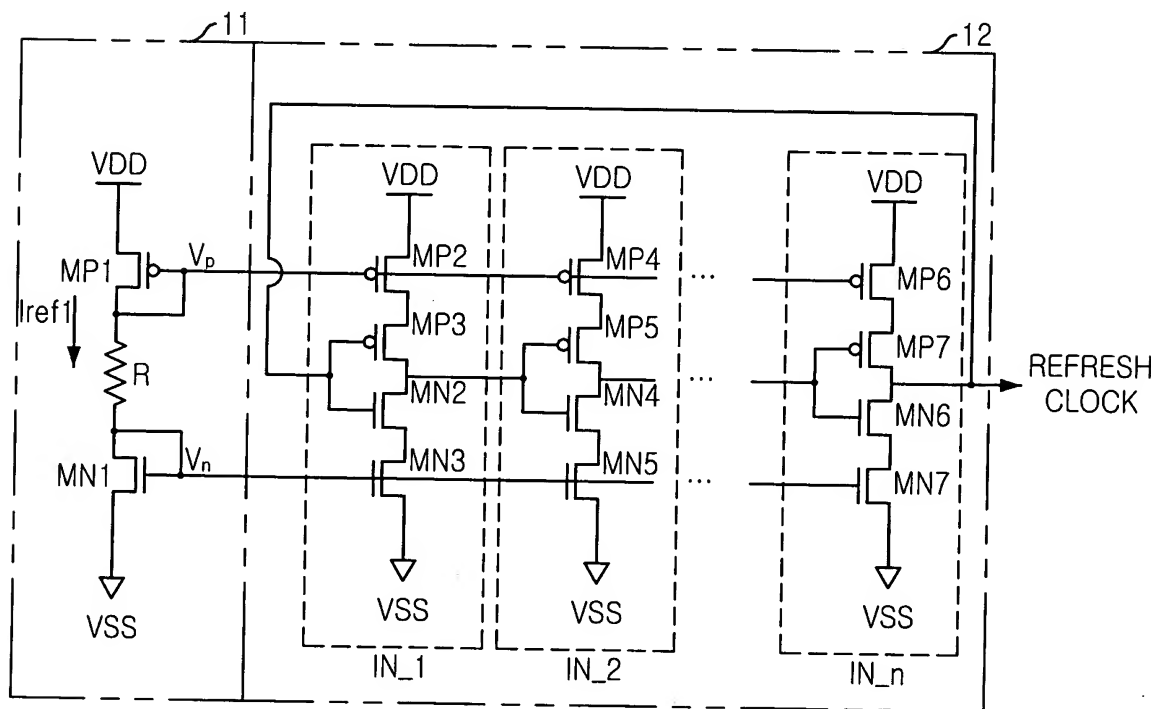 11
12
VDD
VDD
VDD
VDD
MP1
Vp
MP2
MP4
...
MP6
Iref1
MP3
MP5
MP7
R
MN2
MN4
...
MN6
REFRESH
CLOCK
MN1
Vn
MN3
MN5
...
MN7
VSS
VSS
VSS
VSS
IN_1
IN_2
IN_n